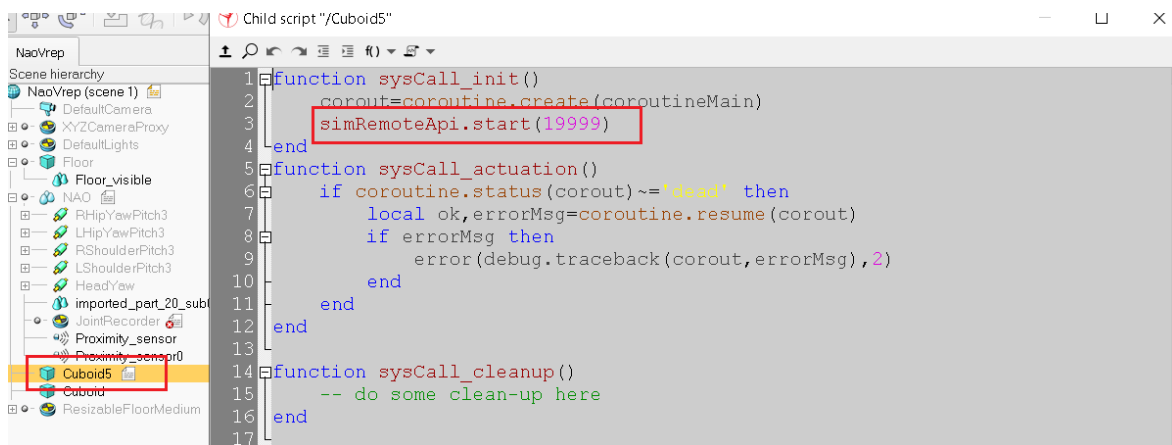 Child script "/Cuboid5"
NaoVrep
f()
Scene hierarchy
NaoVrep (scene 1)
DefaultCamera
XYZCameraProxy
DefaultLights
Floor
Floor_visible
NAO
RHipYawPitch3
LHipYawPitch3
RShoulderPitch3
LShoulderPitch3
HeadYaw
imported_part_20_sub
JointRecorder
Proximity_sensor
Proximity_sensor0
Cuboid5
Cuboid
ResizableFloorMedium
1 function sysCall_init()
2 corout=coroutine.create(coroutineMain)
3 simRemoteApi.start(19999)
4 end
5 function sysCall_actuation()
6 if coroutine.status(corout)~='dead' then
7 local ok,errorMsg=coroutine.resume(corout)
8 if errorMsg then
9 error(debug.traceback(corout,errorMsg),2)
10 end
11 end
12 end
13
14 function sysCall_cleanup()
15 -- do some clean-up here
16 end
17